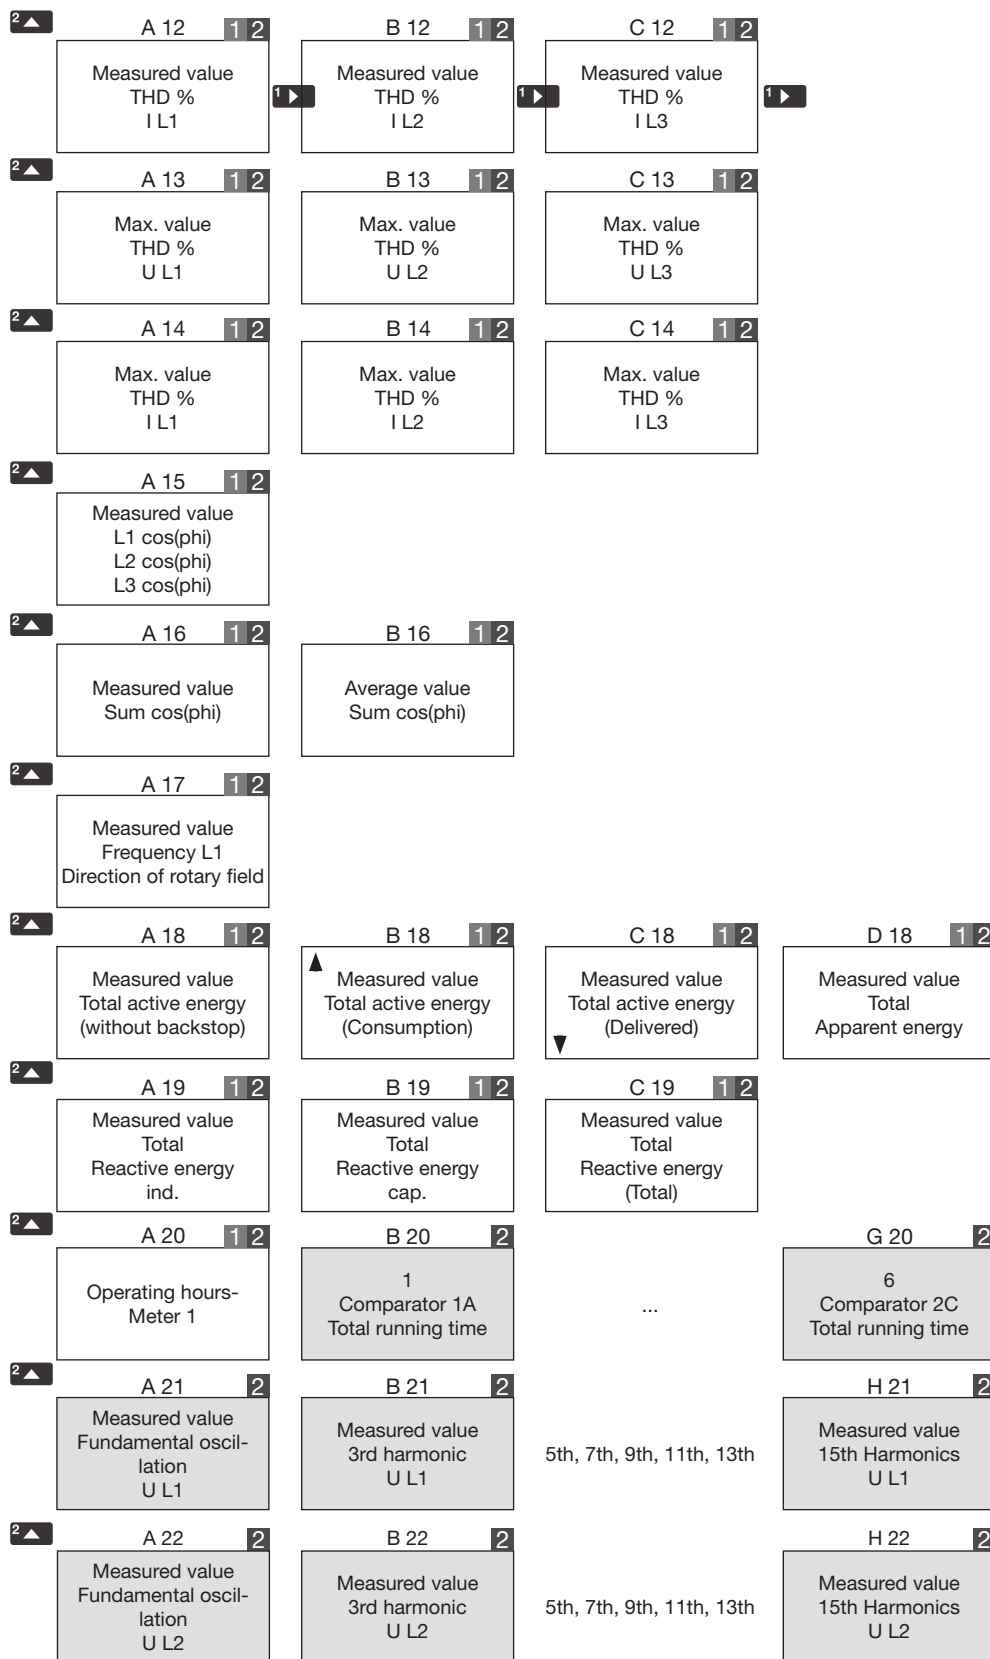 2 A 12 1 2 B 12 1 2 C 12 1 2
Measured value
THD %
I L1
1
Measured value
THD %
I L2
1
Measured value
THD %
I L3
1
2 A 13 1 2 B 13 1 2 C 13 1 2
Max. value
THD %
U L1
Max. value
THD %
U L2
Max. value
THD %
U L3
2 A 14 1 2 B 14 1 2 C 14 1 2
Max. value
THD %
I L1
Max. value
THD %
I L2
Max. value
THD %
I L3
2 A 15 1 2
Measured value
L1 cos(phi)
L2 cos(phi)
L3 cos(phi)
2 A 16 1 2 B 16 1 2
Measured value
Sum cos(phi)
Average value
Sum cos(phi)
2 A 17 1 2
Measured value
Frequency L1
Direction of rotary field
2 A 18 1 2 B 18 1 2 C 18 1 2 D 18 1 2
Measured value
Total active energy
(without backstop)
Measured value
Total active energy
(Consumption)
Measured value
Total active energy
(Delivered)
Measured value
Total
Apparent energy
2 A 19 1 2 B 19 1 2 C 19 1 2
Measured value
Total
Reactive energy
ind.
Measured value
Total
Reactive energy
cap.
Measured value
Total
Reactive energy
(Total)
2 A 20 1 2 B 20 2 G 20 2
Operating hours-
Meter 1
1
Comparator 1A
Total running time
...
6
Comparator 2C
Total running time
2 A 21 2 B 21 2 H 21 2
Measured value
Fundamental oscil-
lation
U L1
Measured value
3rd harmonic
U L1
5th, 7th, 9th, 11th, 13th
Measured value
15th Harmonics
U L1
2 A 22 2 B 22 2 H 22 2
Measured value
Fundamental oscil-
lation
U L2
Measured value
3rd harmonic
U L2
5th, 7th, 9th, 11th, 13th
Measured value
15th Harmonics
U L2